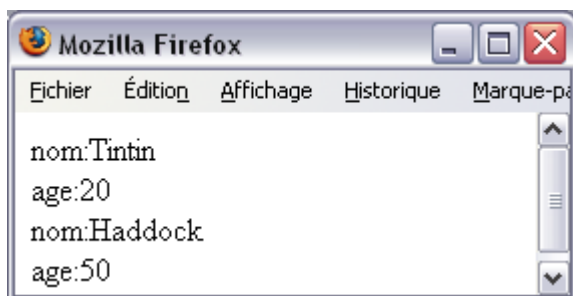 Mozilla Firefox
Fichier Édition Affichage Historique Marque-pa
nom:Tintin
age:20
nom:Haddock
age:50